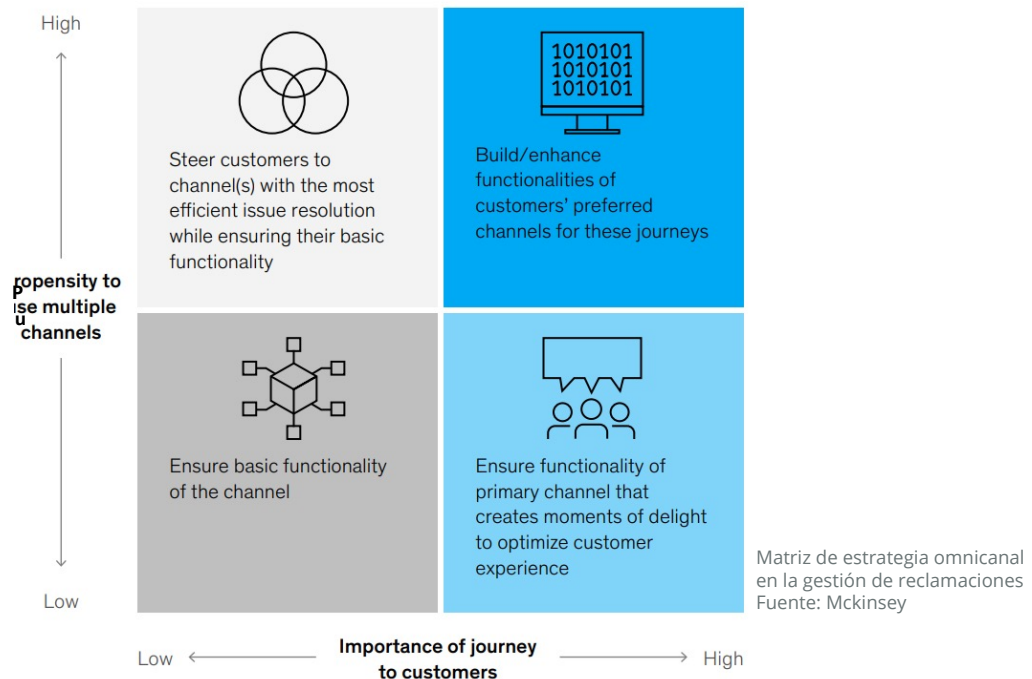 High
1010101
1010101
1010101
Steer customers to
channel(s) with the most
efficient issue resolution
while ensuring their basic
functionality
Build/enhance
functionalities of
customers’ preferred
channels for these journeys
Propensity to
use multiple
channels
Ensure basic functionality
of the channel
Ensure functionality of
primary channel that
creates moments of delight
to optimize customer
experience
Low
Matriz de estrategia omnicanal
en la gestión de reclamaciones
Fuente: Mckinsey
Low
Importance of journey
to customers
High